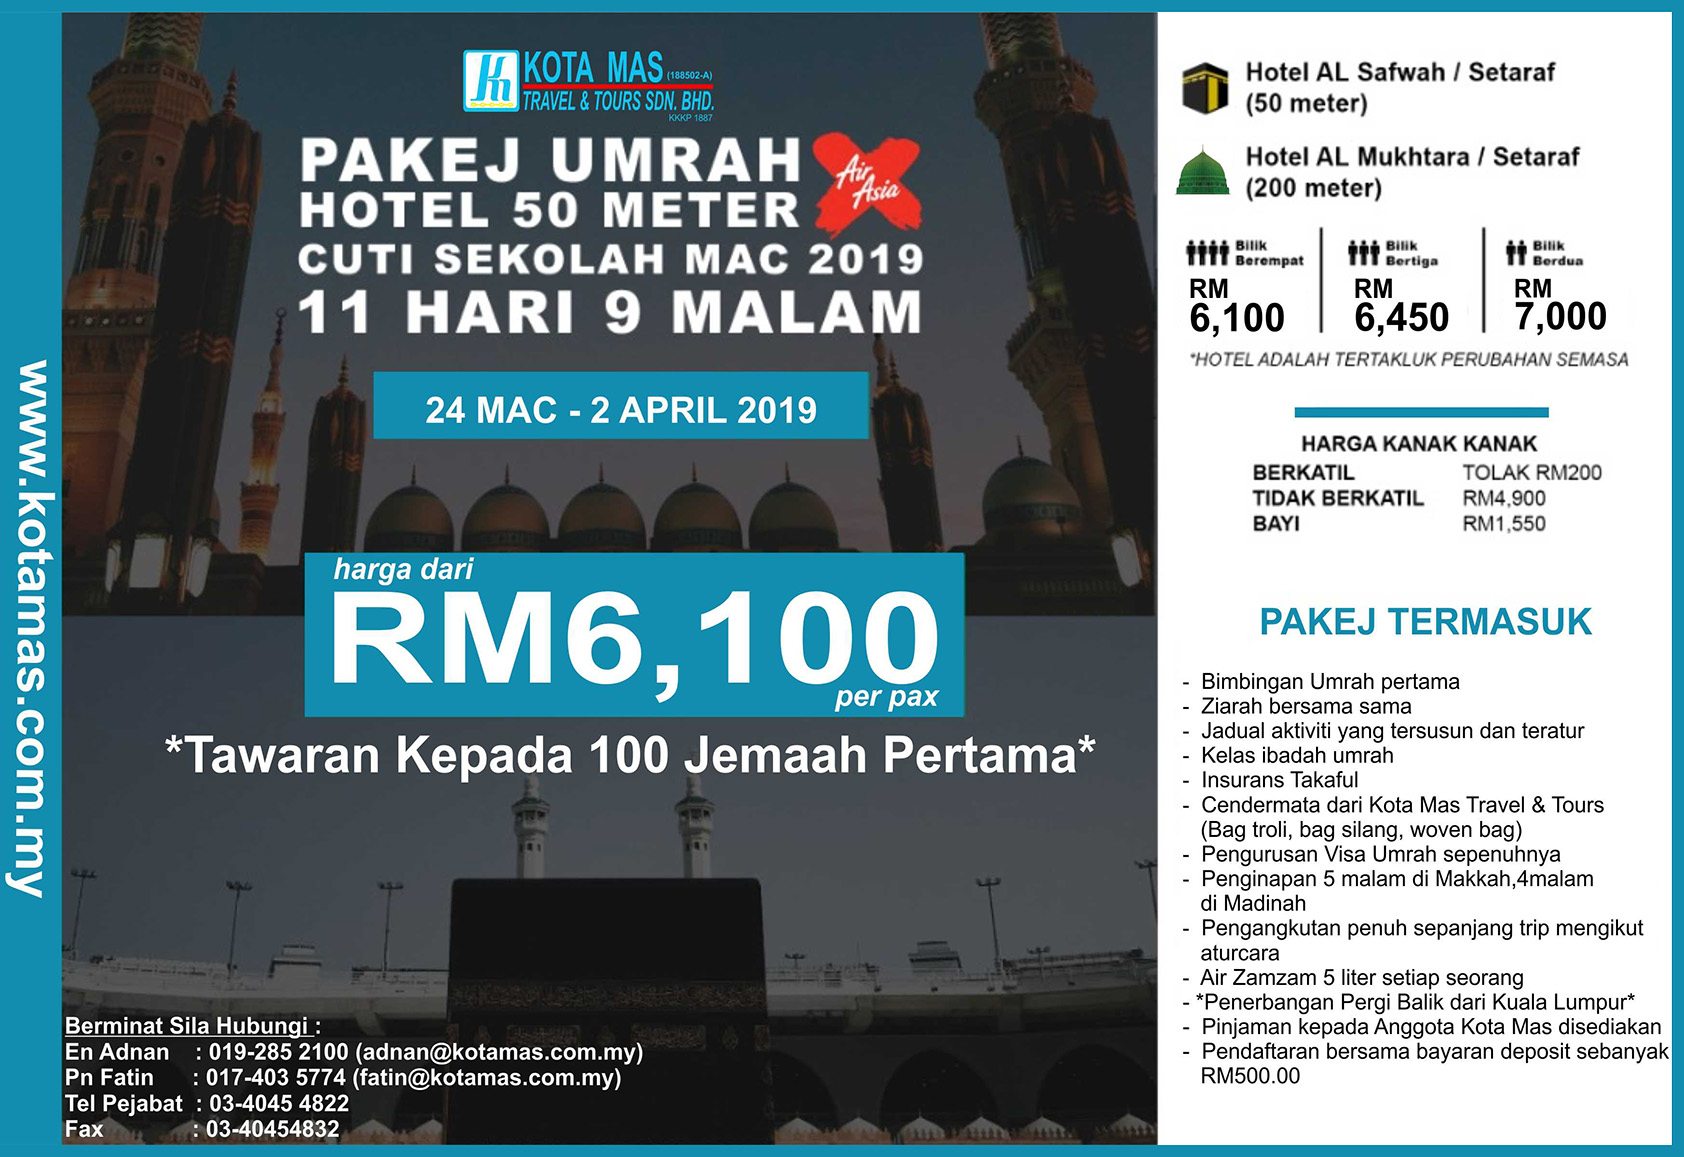 www.kotamas.com.my
KOTA MAS (188502-A)
TRAVEL & TOURS SDN. BHD.
KKKP 1887
PAKEJ UMRAH
HOTEL 50 METER
Air
Asia
CUTI SEKOLAH MAC 2019
11 HARI 9 MALAM
24 MAC - 2 APRIL 2019
harga dari
RM6,100
per pax
*Tawaran Kepada 100 Jemaah Pertama*
Berminat Sila Hubungi :
En Adnan : 019-285 2100 (adnan@kotamas.com.my)
Pn Fatin : 017-403 5774 (fatin@kotamas.com.my)
Tel Pejabat : 03-4045 4822
Fax : 03-40454832
Hotel AL Safwah / Setaraf
(50 meter)
Hotel AL Mukhtara / Setaraf
(200 meter)
Bilik Berempat
RM
6,100
Bilik Bertiga
RM
6,450
Bilik Berdua
RM
7,000
*HOTEL ADALAH TERTAKLUK PERUBAHAN SEMASA
HARGA KANAK KANAK
BERKATIL TOLAK RM200
TIDAK BERKATIL RM4,900
BAYI RM1,550
PAKEJ TERMASUK
- Bimbingan Umrah pertama
- Ziarah bersama sama
- Jadual aktiviti yang tersusun dan teratur
- Kelas ibadah umrah
- Insurans Takaful
- Cendermata dari Kota Mas Travel & Tours
(Bag troli, bag silang, woven bag)
- Pengurusan Visa Umrah sepenuhnya
- Penginapan 5 malam di Makkah,4malam
di Madinah
- Pengangkutan penuh sepanjang trip mengikut
aturcara
- Air Zamzam 5 liter setiap seorang
- *Penerbangan Pergi Balik dari Kuala Lumpur*
- Pinjaman kepada Anggota Kota Mas disediakan
- Pendaftaran bersama bayaran deposit sebanyak
RM500.00